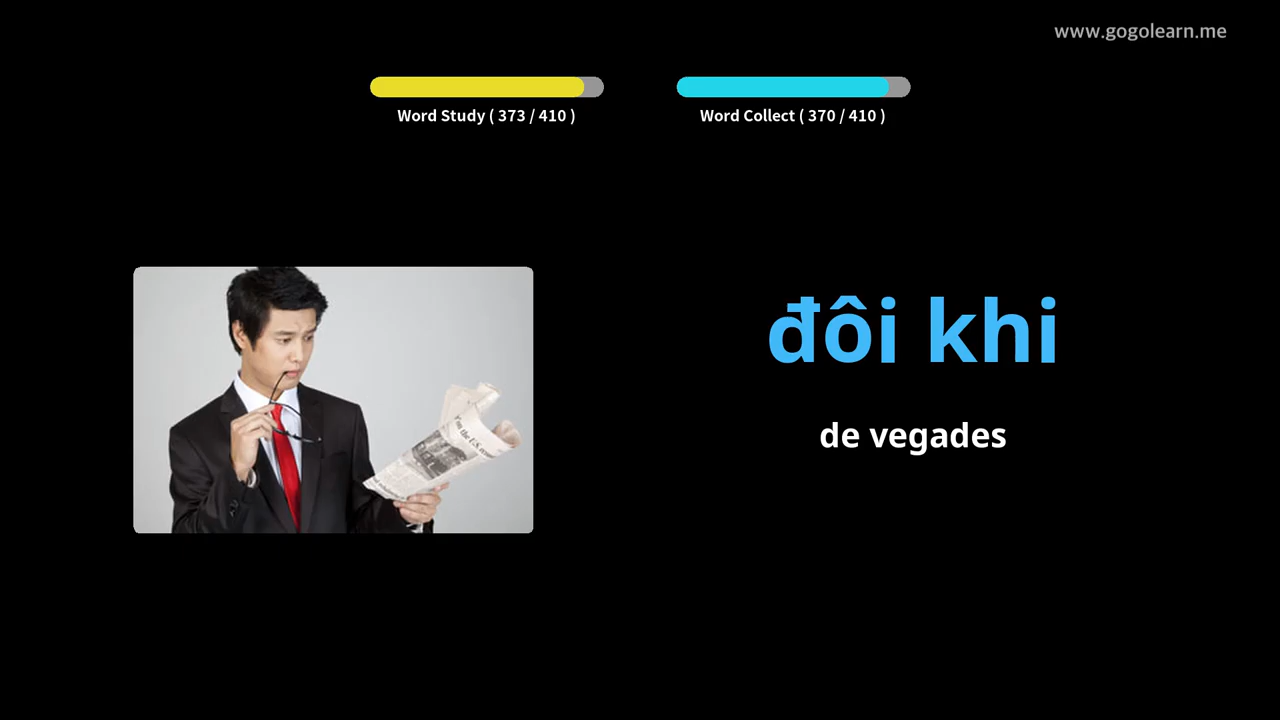 www.gogolearn.me
Word Study ( 373 / 410 )
Word Collect ( 370 / 410 )
đôi khi
de vegades